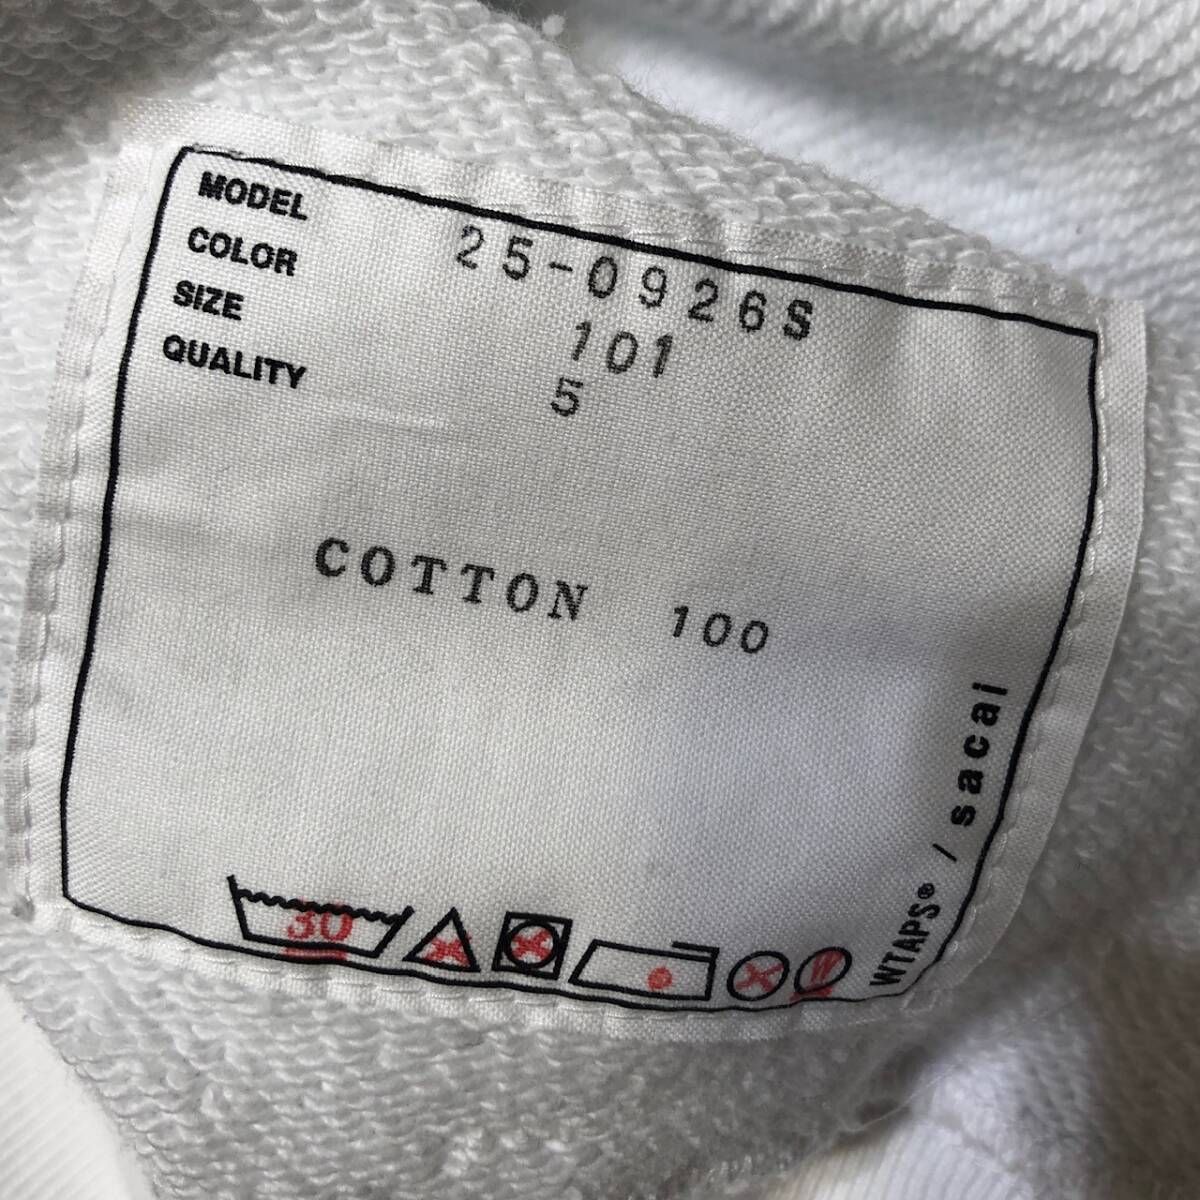 MODEL 25-0926S
COLOR 101
SIZE 5
QUALITY
COTTON 100
30
W
WTAPS® / sacai